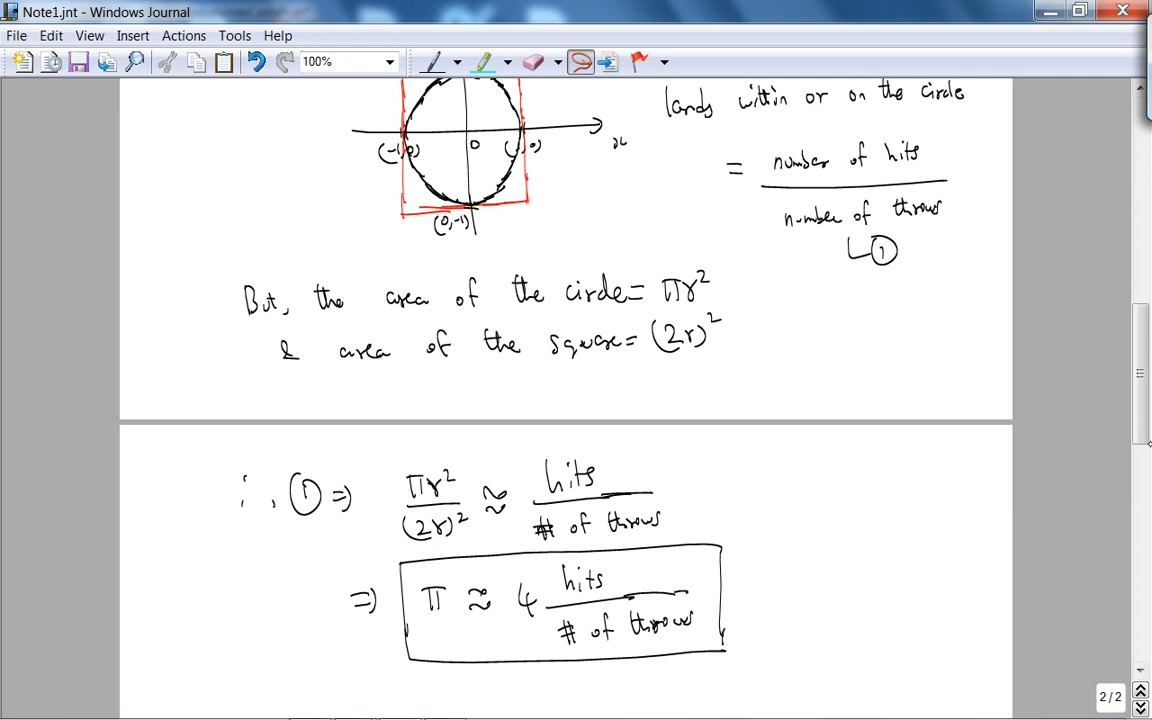 Note1.jnt - Windows Journal
File Edit View Insert Actions Tools Help
100%
lands within or on the circle
(-1,0) 0 (1,0) x
= number of hits
number of throws
(0,-1)
①
But, the area of the circle = πr²
& area of the square = (2r)²
∴, ① ⇒ πr² ≈ hits
(2r)² # of throws
⇒ π ≈ 4 hits
# of throws
2/2